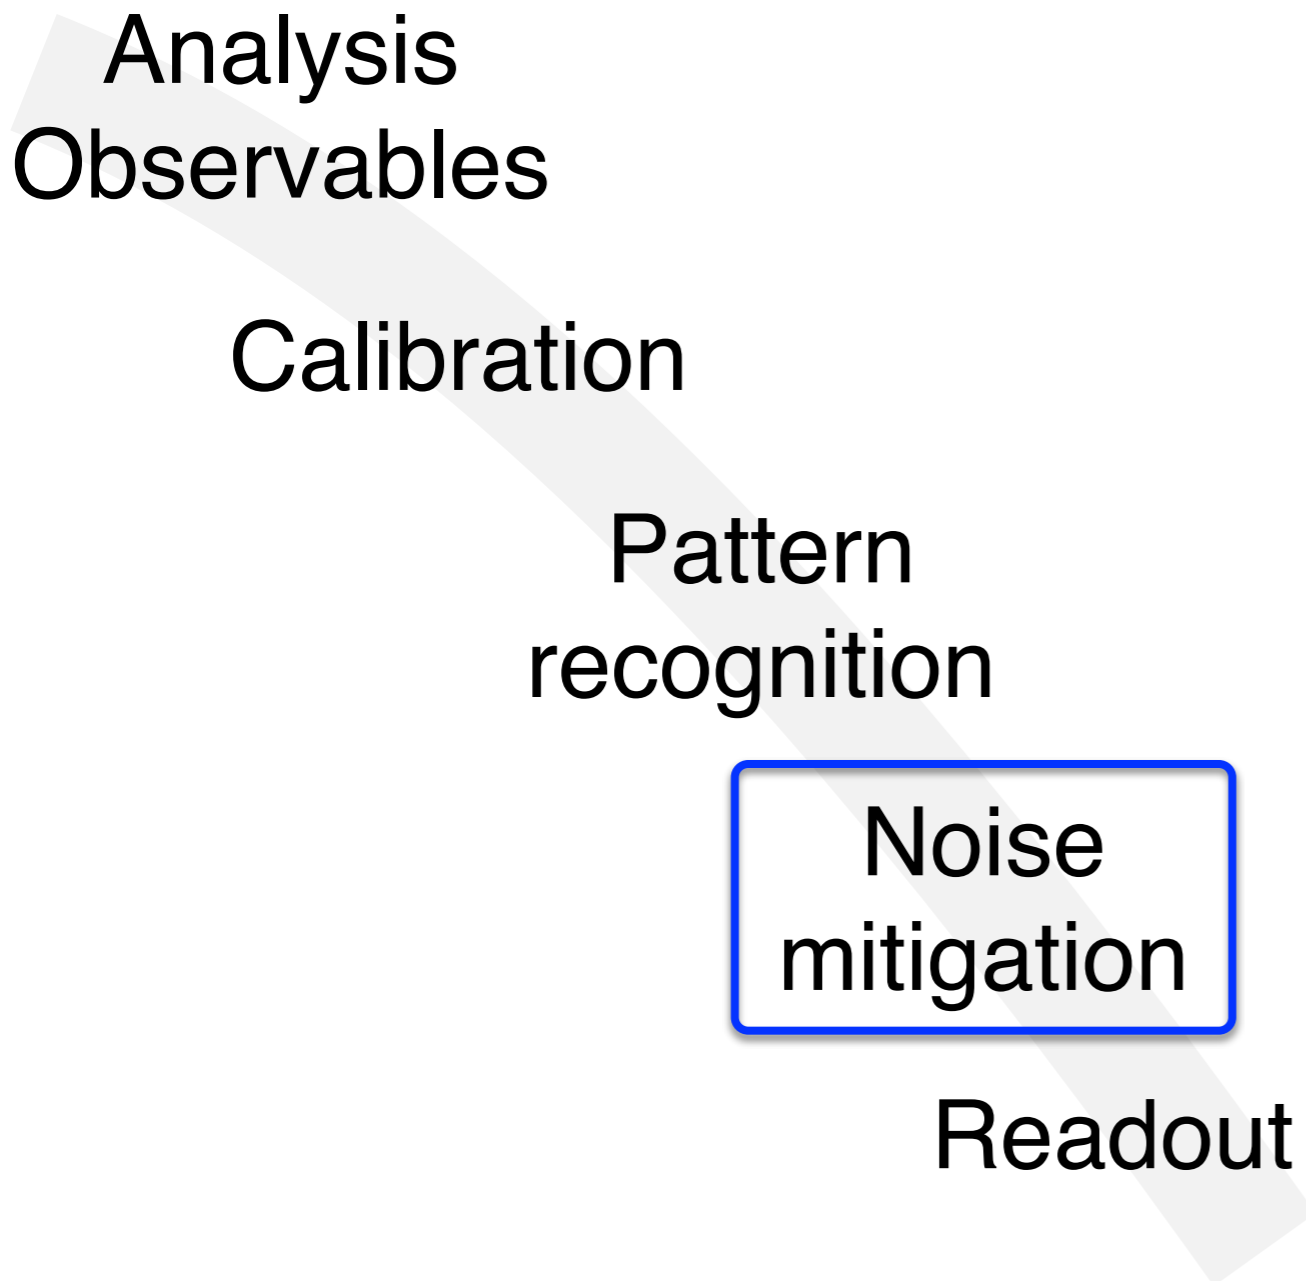 Analysis
Observables
Calibration
Pattern
recognition
Noise
mitigation
Readout